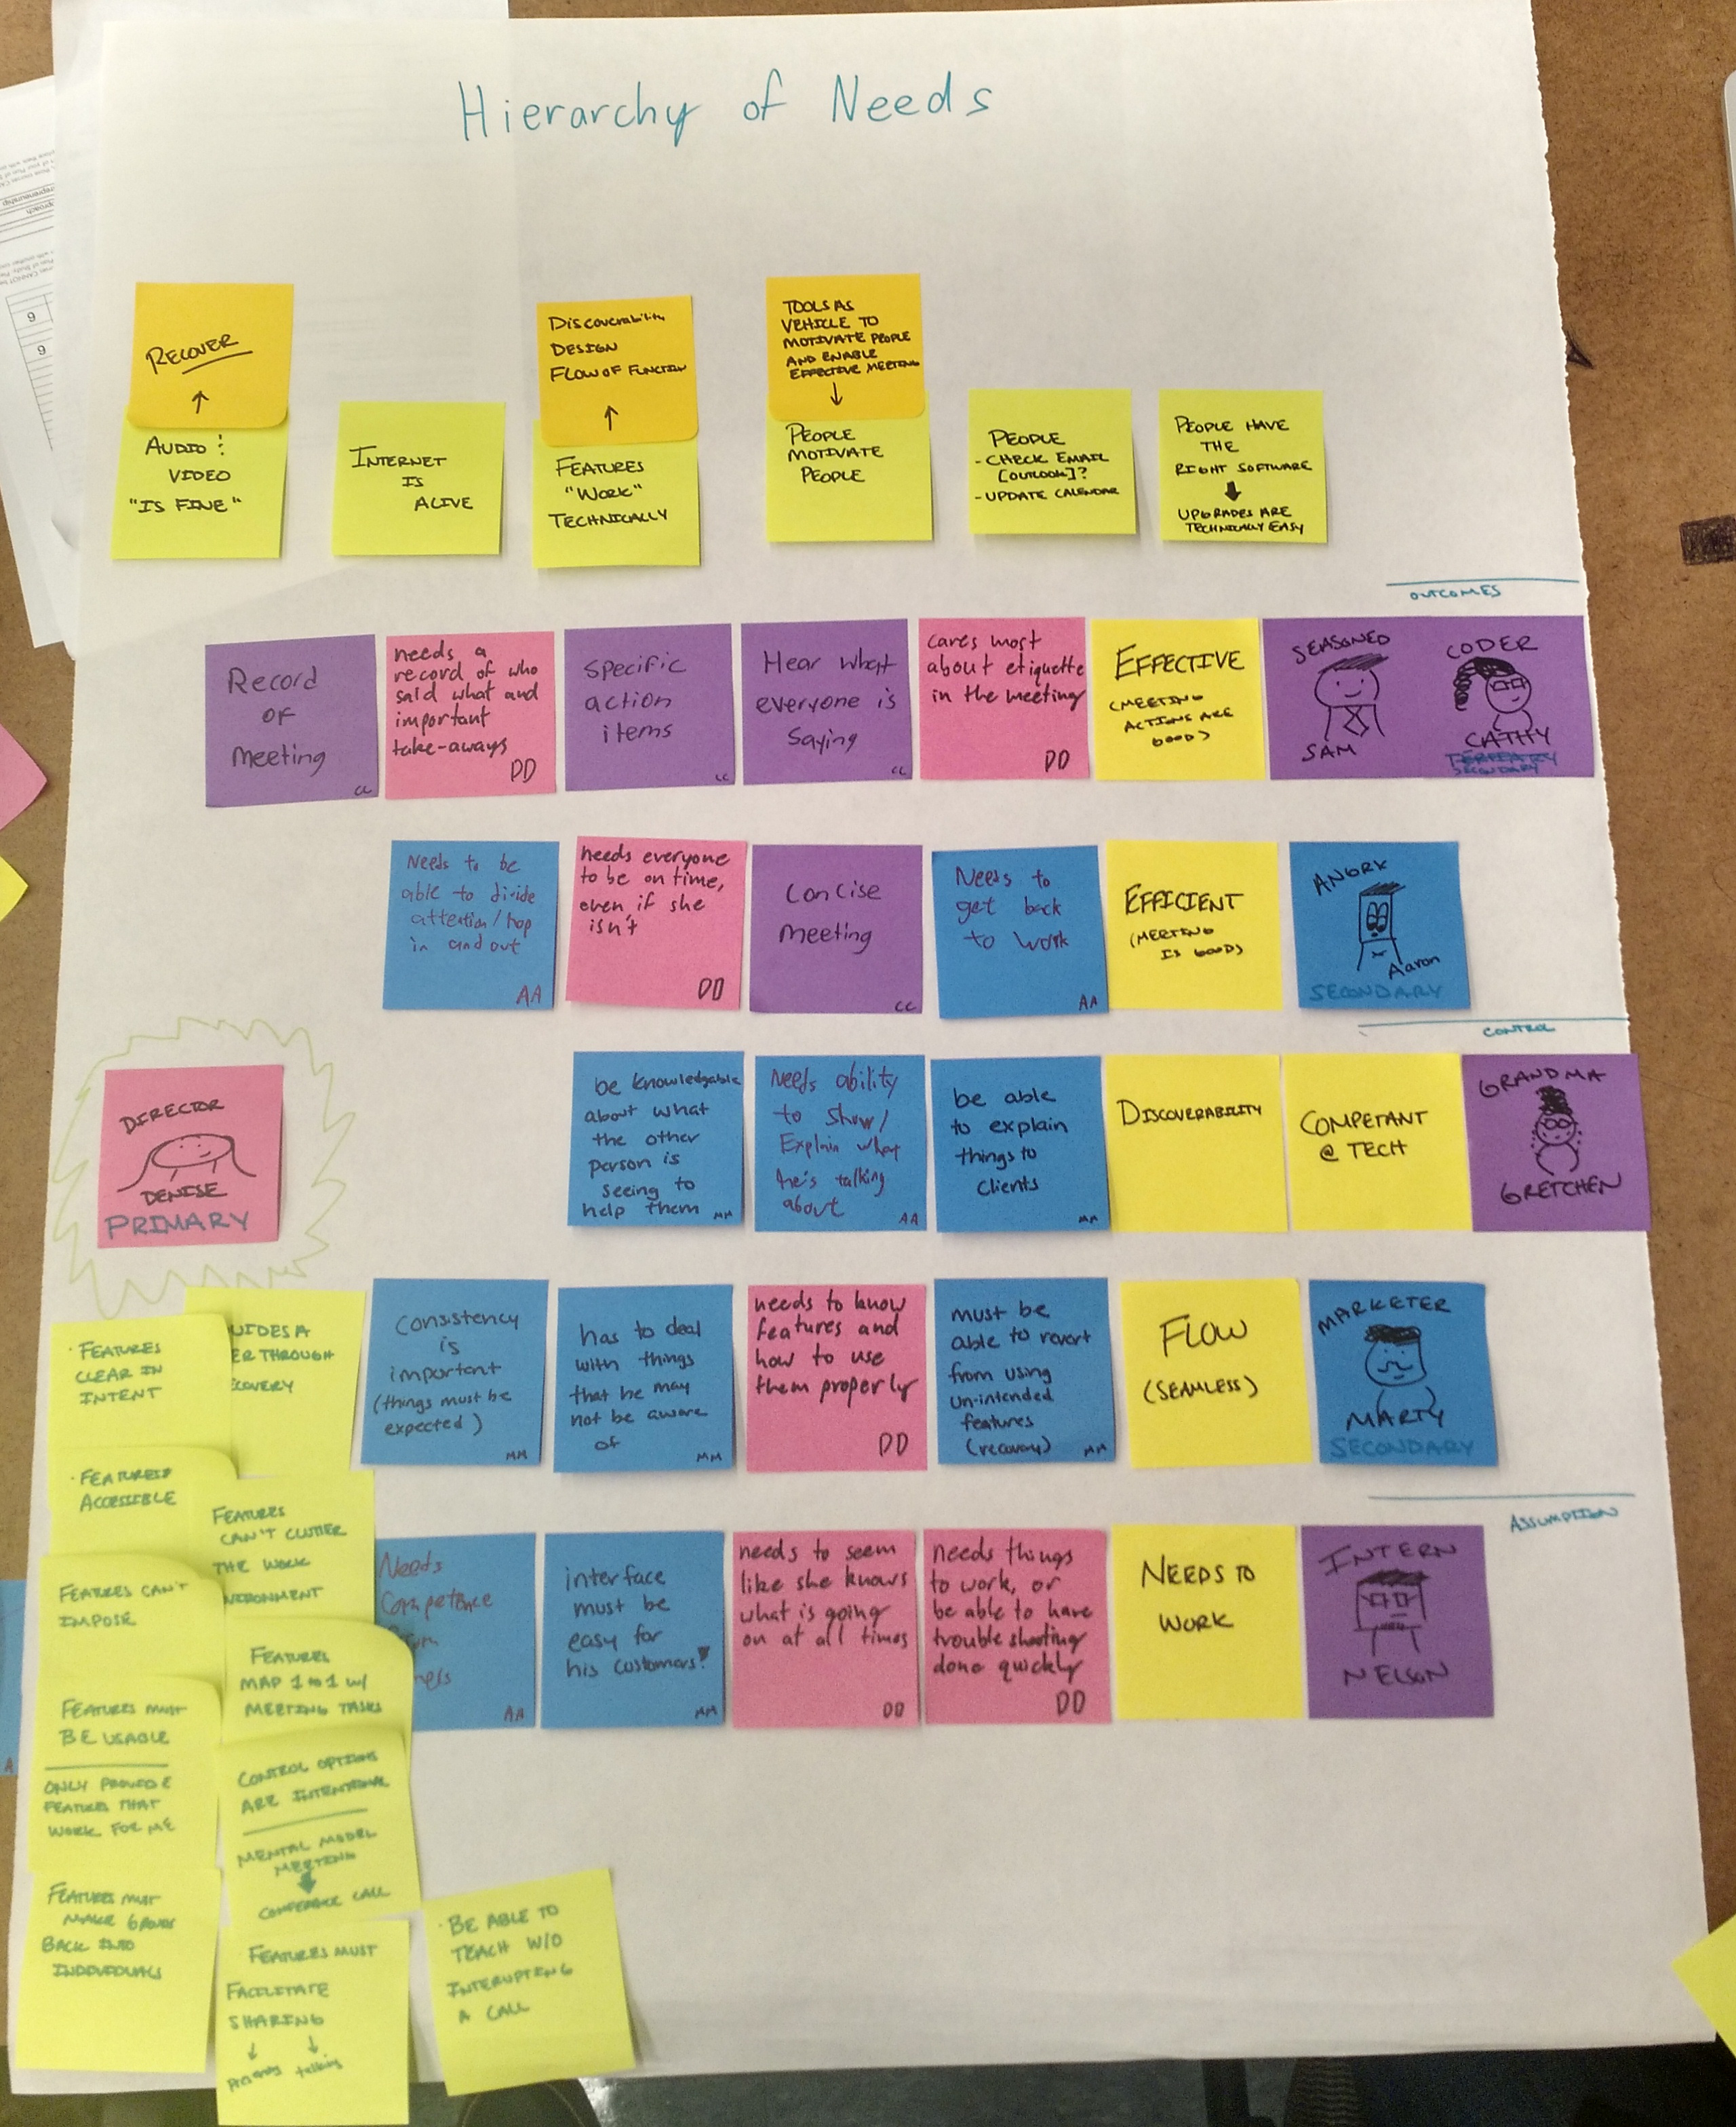 Hierarchy of Needs
RECOVER
↑
AUDIO :
VIDEO
"IS FINE"
INTERNET
IS
ALIVE
Discoverability
DESIGN
FLOW OF FUNCTION
↑
FEATURES
"WORK"
TECHNICALLY
TOOLS AS
VEHICLE TO
MOTIVATE PEOPLE
AND ENABLE
EFFECTIVE MEETING
↓
PEOPLE
MOTIVATE
PEOPLE
PEOPLE
- CHECK EMAIL
[OUTLOOK]?
- UPDATE CALENDAR
PEOPLE HAVE
THE
RIGHT SOFTWARE
↓
UPGRADES ARE
TECHNICALLY EASY
OUTCOMES
Record
OF
Meeting
CC
needs a
record of who
said what and
important
take-aways
DD
Specific
action
items
CC
Hear what
everyone is
Saying
CC
cares most
about etiquette
in the meeting
DD
EFFECTIVE
(MEETING
ACTIONS ARE
GOOD)
SEASONED
SAM
CODER
CATHY
TERTIARY
SECONDARY
Needs to be
able to divide
attention/hop
in and out
AA
needs everyone
to be on time,
even if she
isn't
DD
Concise
Meeting
CC
Needs to
get back
to work
AA
EFFICIENT
(MEETING
IS GOOD)
ANGRY
Aaron
SECONDARY
CONTROL
DIRECTOR
DENISE
PRIMARY
be knowledgable
about what
the other
person is
seeing to
help them
MM
Needs ability
to Show/
Explain what
he's talking
about
AA
be able
to explain
things to
clients
MM
DISCOVERABILITY
COMPETANT
@ TECH
GRANDMA
GRETCHEN
· FEATURES
CLEAR IN
INTENT
UIDES A
ER THROUGH
COVERY
Consistency
is
important
(things must be
expected)
MM
has to deal
with things
that he may
not be aware
of
MM
needs to know
features and
how to use
them properly
DD
must be
able to revert
from using
un-intended
features
(recovery)
MM
FLOW
(SEAMLESS)
MARKETER
MARTY
SECONDARY
ASSUMPTION
· FEATURES
ACCESSIBLE
FEATURES
CAN'T CLUTTER
THE WORK
VIRONMENT
Needs
Competence
AA
interface
must be
easy for
his customers!
MM
needs to seem
like she knows
what is going
on at all times
DD
needs things
to work, or
be able to have
trouble shooting
done quickly
DD
NEEDS TO
WORK
INTERN
NELSON
FEATURES CAN'T
IMPOSE
FEATURES
MAP 1 to 1 w/
MEETING TASKS
FEATURES MUST
BE USABLE
ONLY PROVIDE
FEATURES THAT
WORK FOR ME
CONTROL OPTIONS
ARE INTENTIONAL
MENTAL MODEL
MEETING
↓
CONFERENCE CALL
FEATURES MUST
MAKE GROUPS
BACK INTO
INDIVIDUALS
FEATURES MUST
FACILITATE
SHARING
↓ ↓
talking
· BE ABLE TO
TEACH W/O
INTERUPTING
A CALL